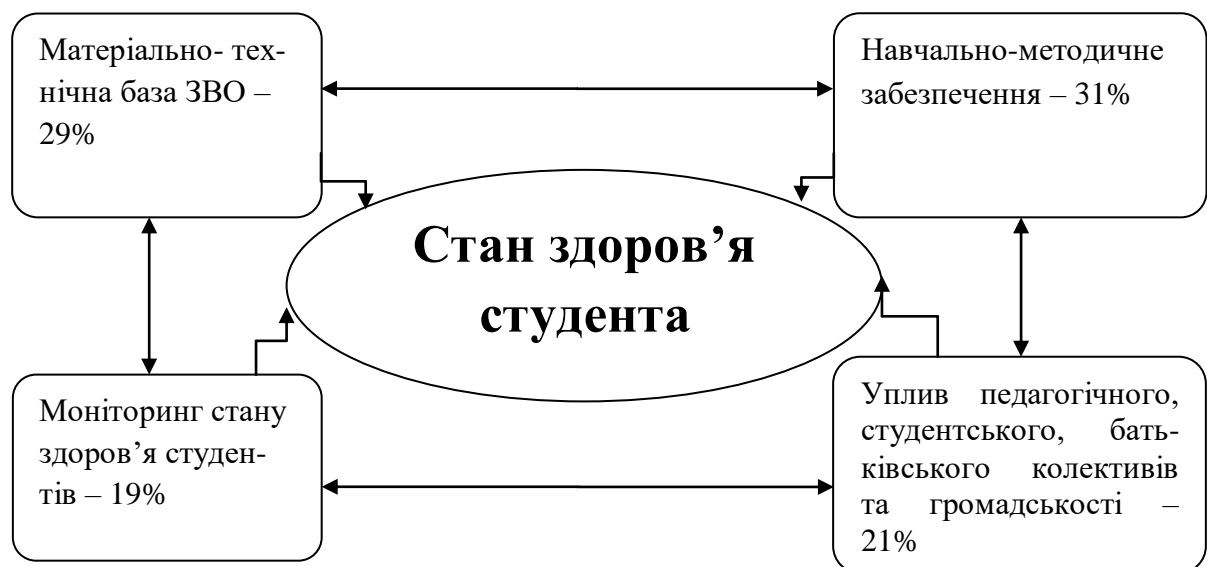 Матеріально- тех-
нічна база ЗВО –
29%
Навчально-методичне
забезпечення – 31%
Стан здоров’я
студента
Моніторинг стану
здоров’я студен-
тів – 19%
Уплив педагогічного,
студентського, бать-
ківського колективів
та громадськості –
21%